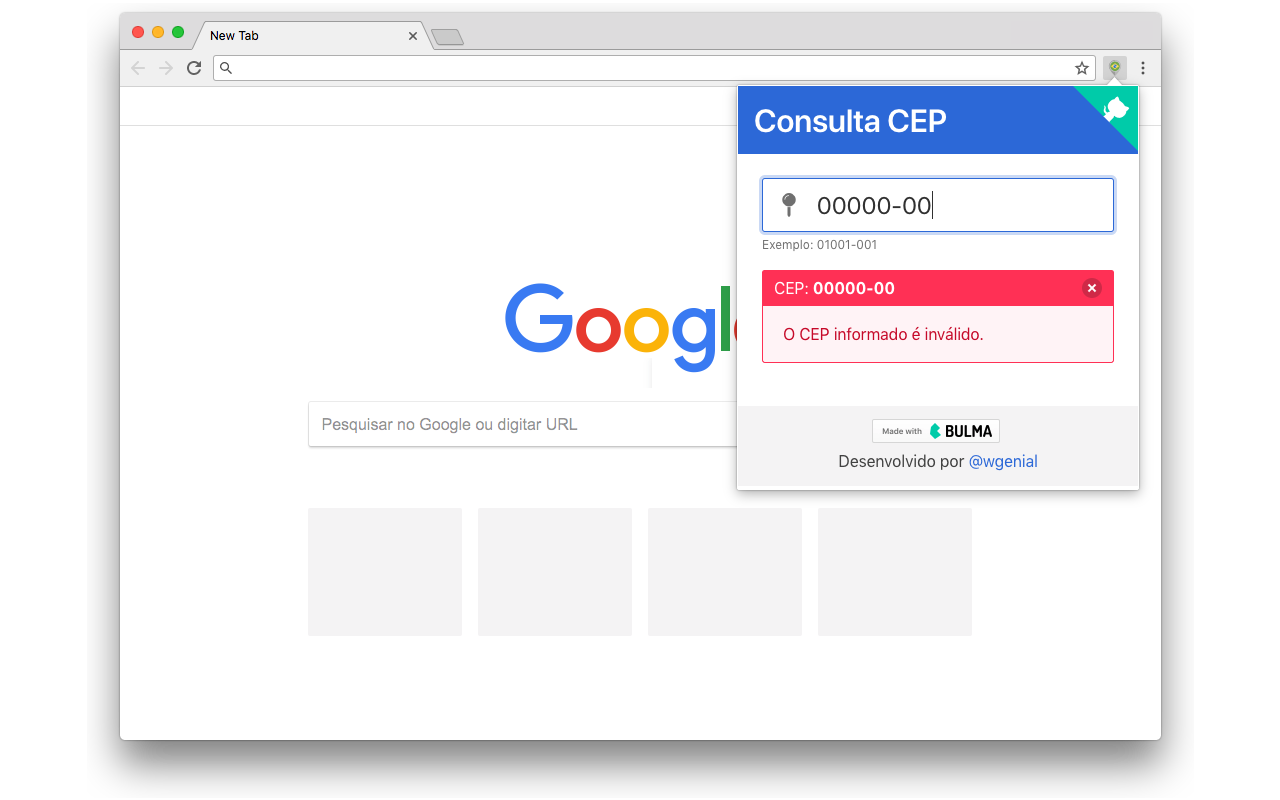 New Tab
Consulta CEP
00000-00
Exemplo: 01001-001
CEP: 00000-00
O CEP informado é inválido.
Googl
Pesquisar no Google ou digitar URL
Made with BULMA
Desenvolvido por @wgenial